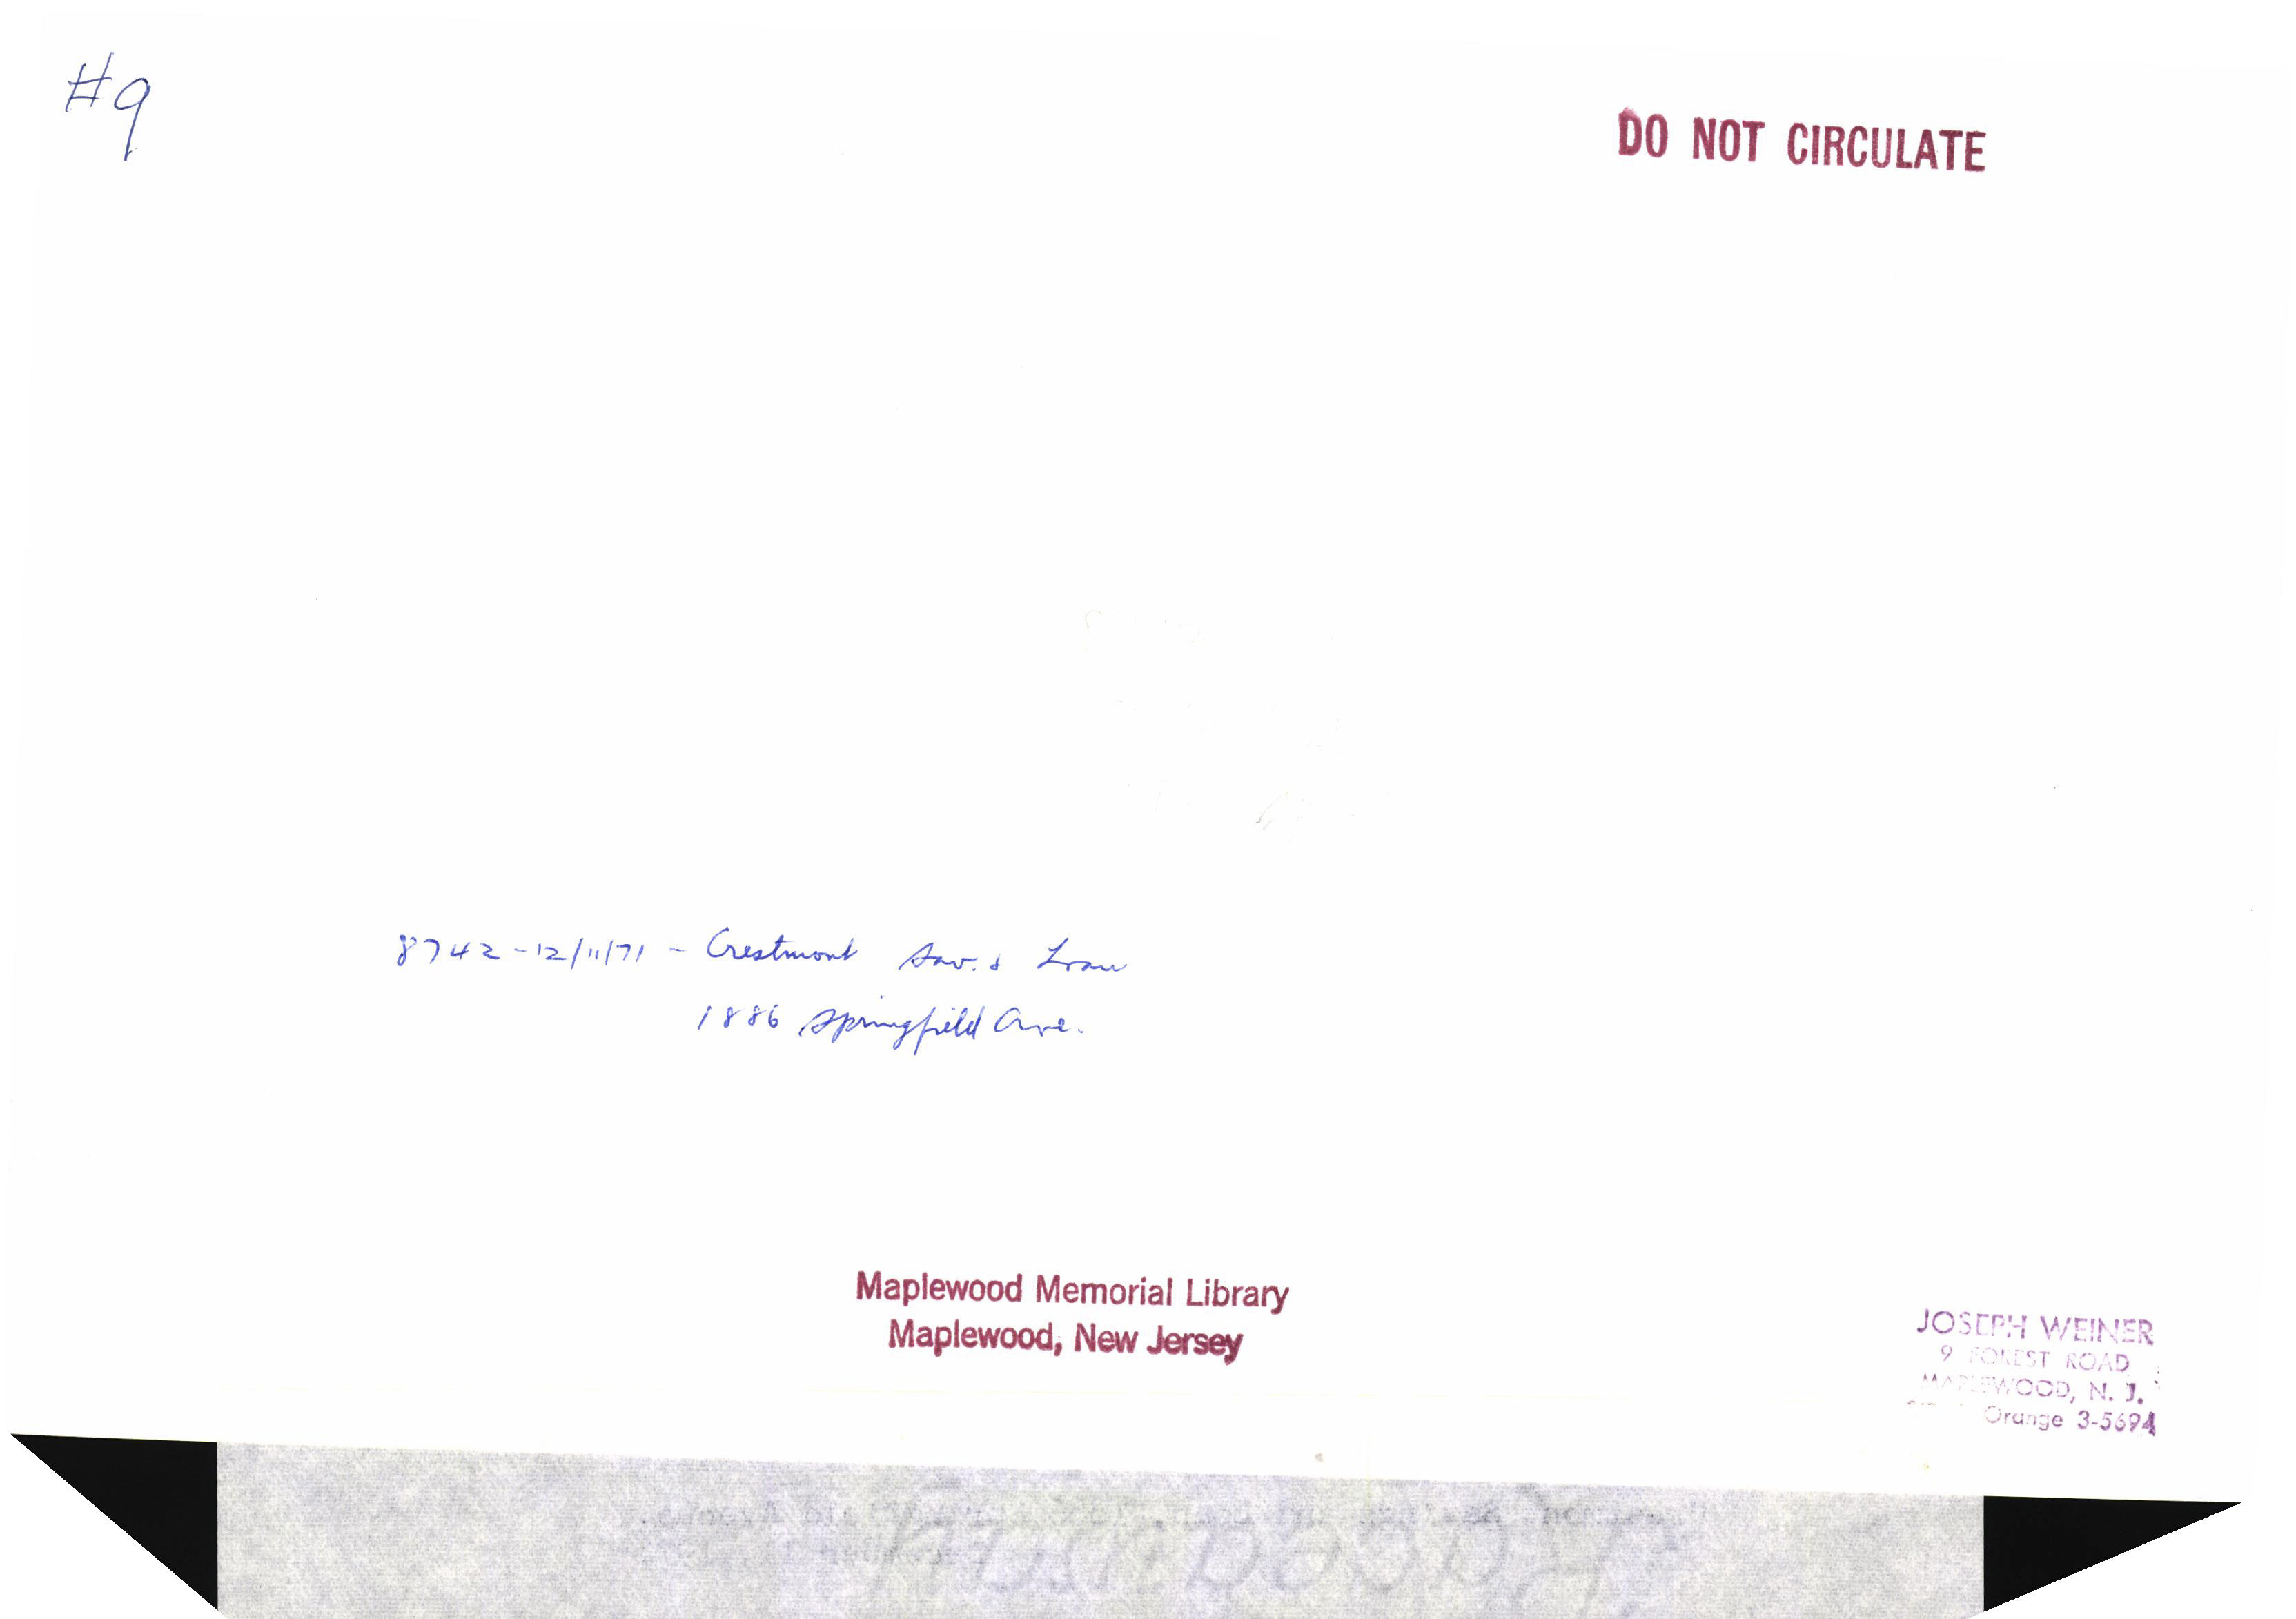 #9
DO NOT CIRCULATE
8742 - 12/11/71 - Crestmont Sav. & Loan
1886 Springfield Ave.
Maplewood Memorial Library
Maplewood, New Jersey
JOSEPH WEINER
9 FOREST ROAD
MAPLEWOOD, N. J.
Orange 3-5694